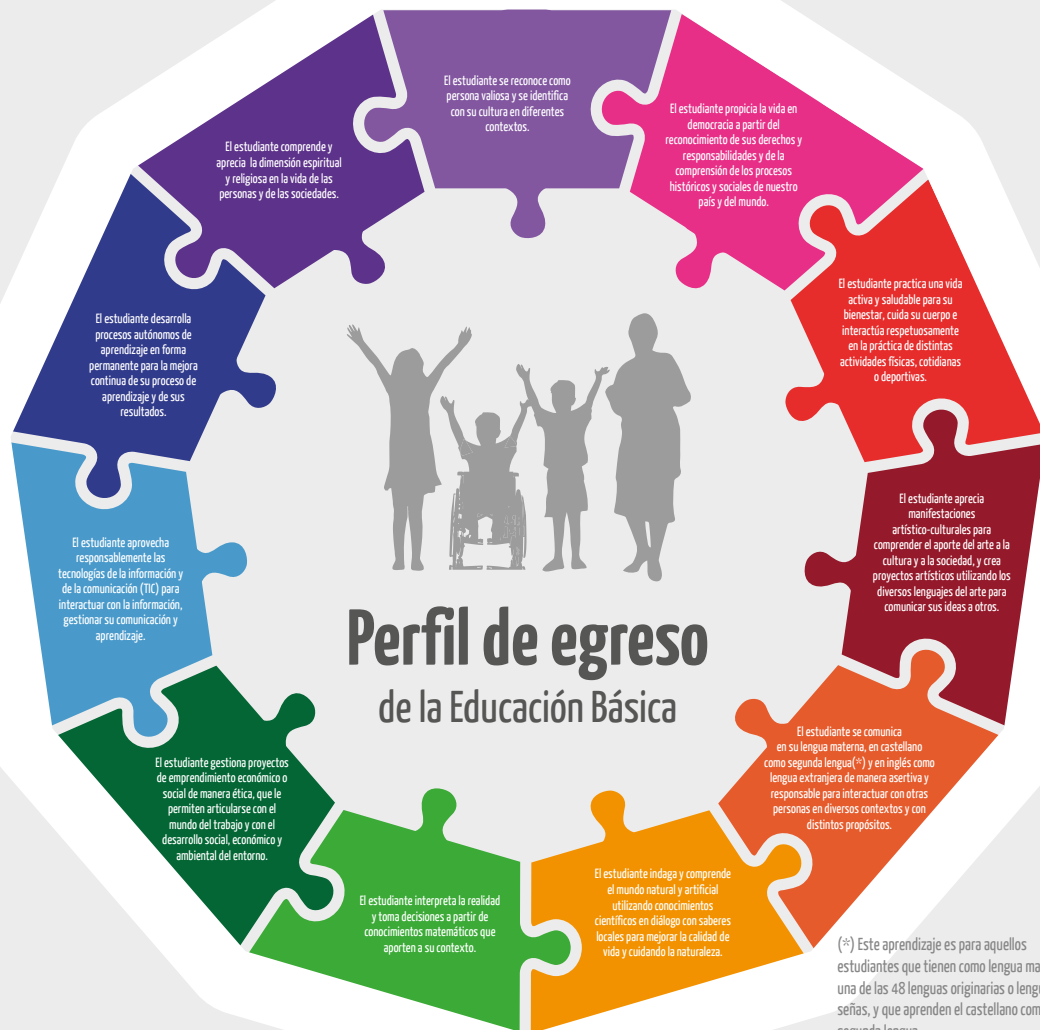 El estudiante se reconoce como
persona valiosa y se identifica
con su cultura en diferentes
contextos.
El estudiante propicia la vida en
democracia a partir del
reconocimiento de sus derechos y
responsabilidades y de la
comprensión de los procesos
históricos y sociales de nuestro
país y del mundo.
El estudiante practica una vida
activa y saludable para su
bienestar, cuida su cuerpo e
interactúa respetuosamente
en la práctica de distintas
actividades físicas, cotidianas
o deportivas.
El estudiante aprecia
manifestaciones
artístico-culturales para
comprender el aporte del arte a la
cultura y a la sociedad, y crea
proyectos artísticos utilizando los
diversos lenguajes del arte para
comunicar sus ideas a otros.
El estudiante se comunica
en su lengua materna, en castellano
como segunda lengua(*) y en inglés como
lengua extranjera de manera asertiva y
responsable para interactuar con otras
personas en diversos contextos y con
distintos propósitos.
El estudiante indaga y comprende
el mundo natural y artificial
utilizando conocimientos
científicos en diálogo con saberes
locales para mejorar la calidad de
vida y cuidando la naturaleza.
El estudiante interpreta la realidad
y toma decisiones a partir de
conocimientos matemáticos que
aporten a su contexto.
El estudiante gestiona proyectos
de emprendimiento económico o
social de manera ética, que le
permiten articularse con el
mundo del trabajo y con el
desarrollo social, económico y
ambiental del entorno.
El estudiante aprovecha
responsablemente las
tecnologías de la información y
de la comunicación (TIC) para
interactuar con la información,
gestionar su comunicación y
aprendizaje.
El estudiante desarrolla
procesos autónomos de
aprendizaje en forma
permanente para la mejora
continua de su proceso de
aprendizaje y de sus
resultados.
El estudiante comprende y
aprecia la dimensión espiritual
y religiosa en la vida de las
personas y de las sociedades.
Perfil de egreso
de la Educación Básica
(*) Este aprendizaje es para aquellos
estudiantes que tienen como lengua
una de las 48 lenguas originarias o
señas, y que aprenden el castellano
segunda lengua